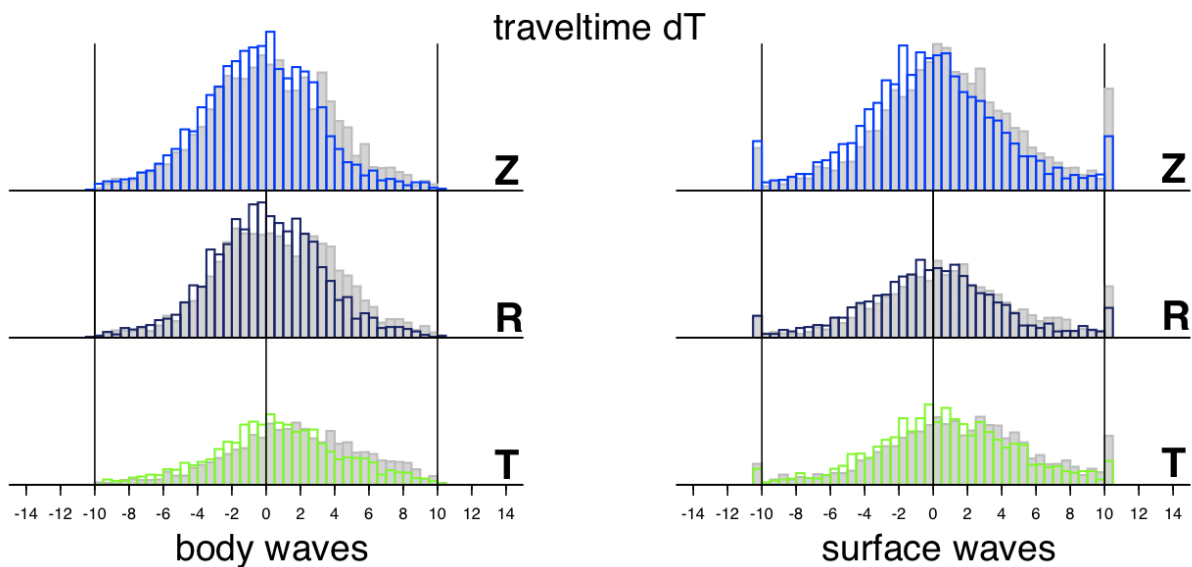 traveltime dT
Z Z
R R
T T
-14 -12 -10 -8 -6 -4 -2 0 2 4 6 8 10 12 14 -14 -12 -10 -8 -6 -4 -2 0 2 4 6 8 10 12 14
body waves surface waves